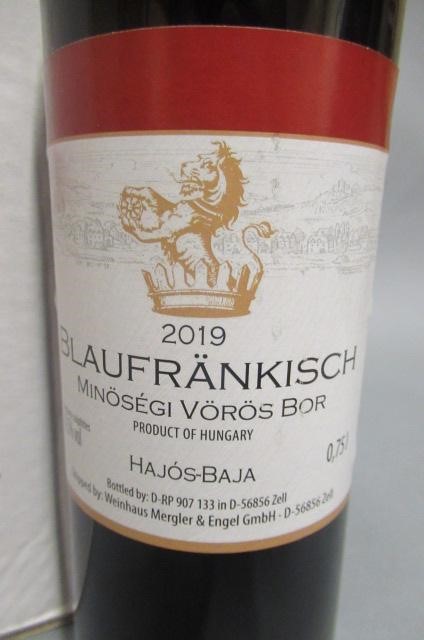 2019
BLAUFRÄNKISCH
MINŐSÉGI VÖRÖS BOR
PRODUCT OF HUNGARY
vol
0,75 l
HAJÓS-BAJA
Bottled by: D-RP 907 133 in D-56856 Zell
by: Weinhaus Mergler & Engel GmbH - D-56856 Zell